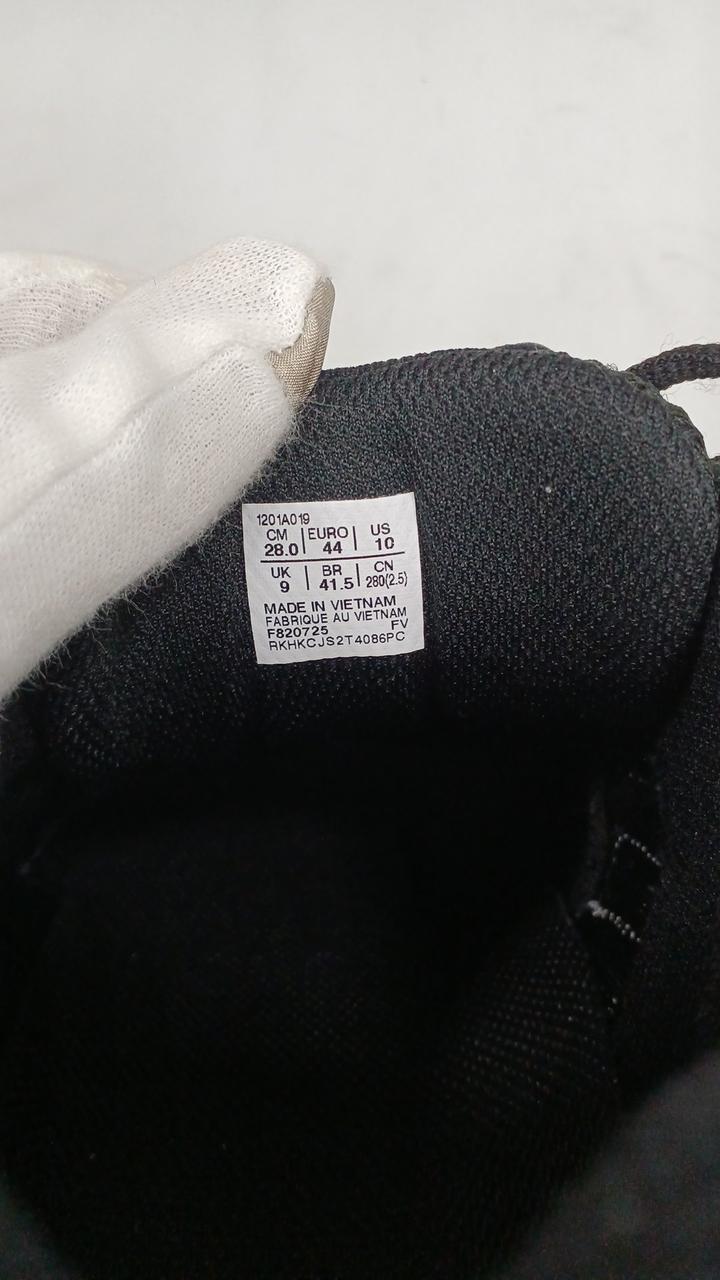 1201A019
CM EURO US
28.0 44 10
UK BR CN
9 41.5 280(2.5)
MADE IN VIETNAM
FABRIQUE AU VIETNAM
F820725 FV
RKHKCJS2T4086PC